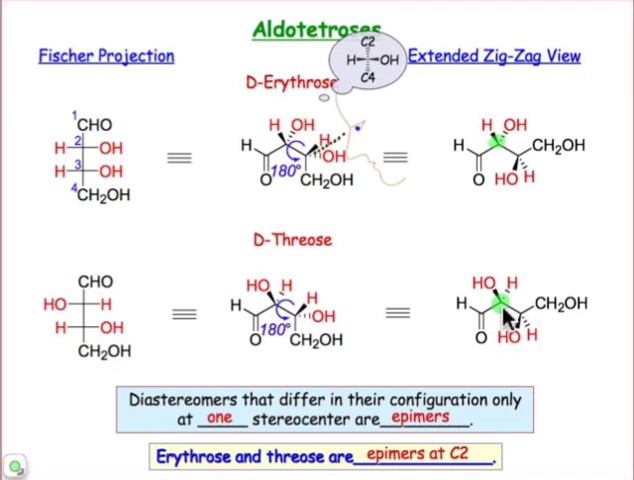 Aldotetroses
Fischer Projection
Extended Zig-Zag View
C2
H OH
C4
D-Erythrose
1
CHO
2
H OH
3
H OH
4
CH₂OH
H OH
H
H
OH
O
180°
CH₂OH
H OH
H
CH₂OH
O HO H
D-Threose
CHO
HO H
H OH
CH₂OH
HO H
H
H
OH
O
180°
CH₂OH
HO H
H
CH₂OH
O HO H
Diastereomers that differ in their configuration only
at one stereocenter are epimers.
Erythrose and threose are epimers at C2.